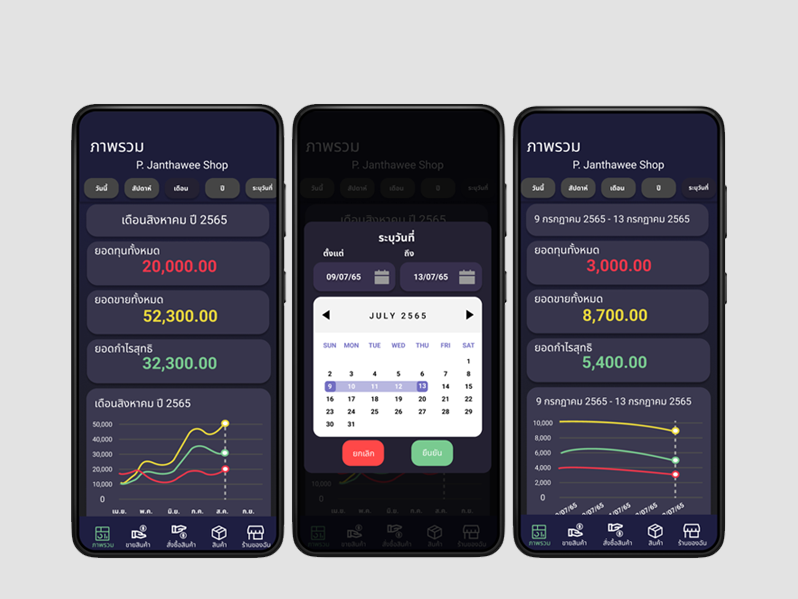 ภาพรวม
P. Janthawee Shop
วันนี้ สัปดาห์ เดือน ปี ระบุวันที่
เดือนสิงหาคม ปี 2565
ยอดทุนทั้งหมด
20,000.00
ยอดขายทั้งหมด
52,300.00
ยอดกำไรสุทธิ
32,300.00
เดือนสิงหาคม ปี 2565
50,000
40,000
30,000
20,000
10,000
0
เม.ย. พ.ค. มิ.ย. ก.ค. ส.ค. ก.ย.
ภาพรวม ขายสินค้า สั่งซื้อสินค้า สินค้า ร้านของฉัน
ภาพรวม
P. Janthawee Shop
วันนี้ สัปดาห์ เดือน ปี ระบุวันที่
เดือนสิงหาคม ปี 2565
ระบุวันที่
ตั้งแต่ ถึง
09/07/65 13/07/65
JULY 2565
SUN MON TUE WED THU FRI SAT
1
2 3 4 5 6 7 8
9 10 11 12 13 14 15
16 17 18 19 20 21 22
23 24 25 26 27 28 29
30 31
ยกเลิก ยืนยัน
10,000
0
เม.ย. พ.ค. มิ.ย. ก.ค. ส.ค. ก.ย.
ภาพรวม ขายสินค้า สั่งซื้อสินค้า สินค้า ร้านของฉัน
ภาพรวม
P. Janthawee Shop
วันนี้ สัปดาห์ เดือน ปี ระบุวันที่
9 กรกฎาคม 2565 - 13 กรกฎาคม 2565
ยอดทุนทั้งหมด
3,000.00
ยอดขายทั้งหมด
8,700.00
ยอดกำไรสุทธิ
5,400.00
9 กรกฎาคม 2565 - 13 กรกฎาคม 2565
10,000
8,000
6,000
4,000
2,000
0
ภาพรวม ขายสินค้า สั่งซื้อสินค้า สินค้า ร้านของฉัน